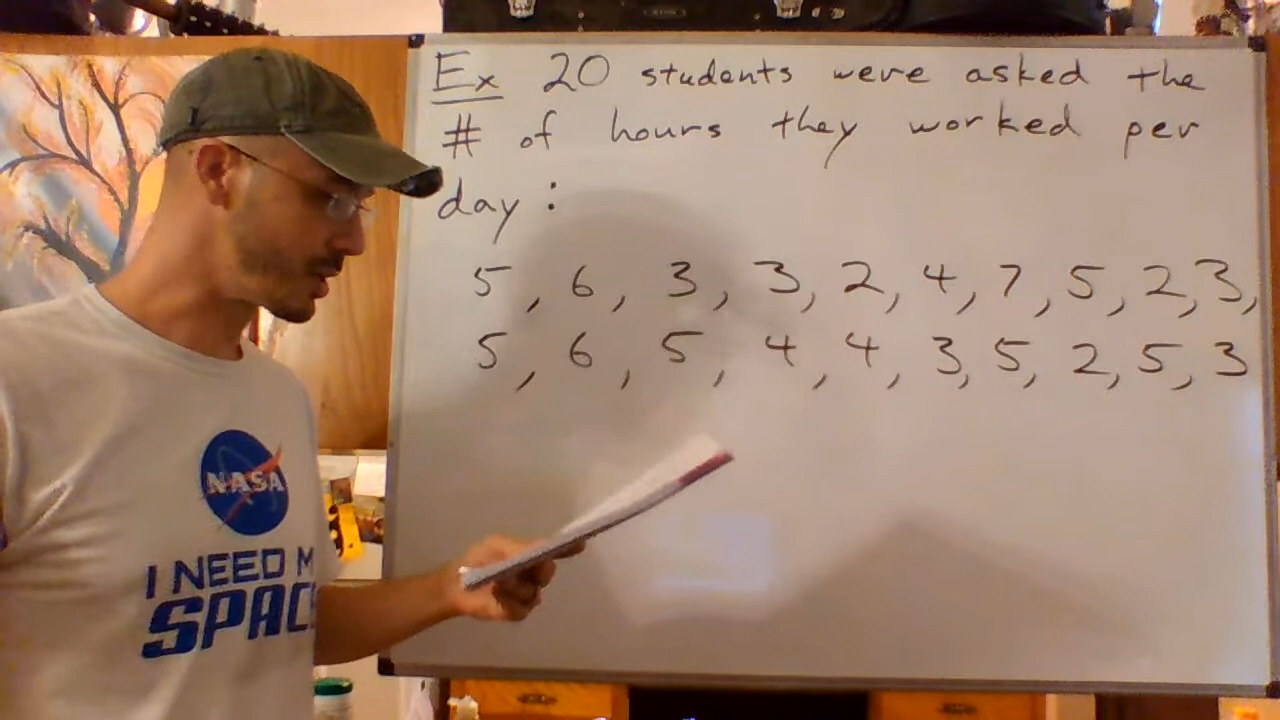 Ex 20 students were asked the
# of hours they worked per
day:
5, 6, 3, 3, 2, 4, 7, 5, 2, 3,
5, 6, 5, 4, 4, 3, 5, 2, 5, 3
NASA
I NEED M
SPAC